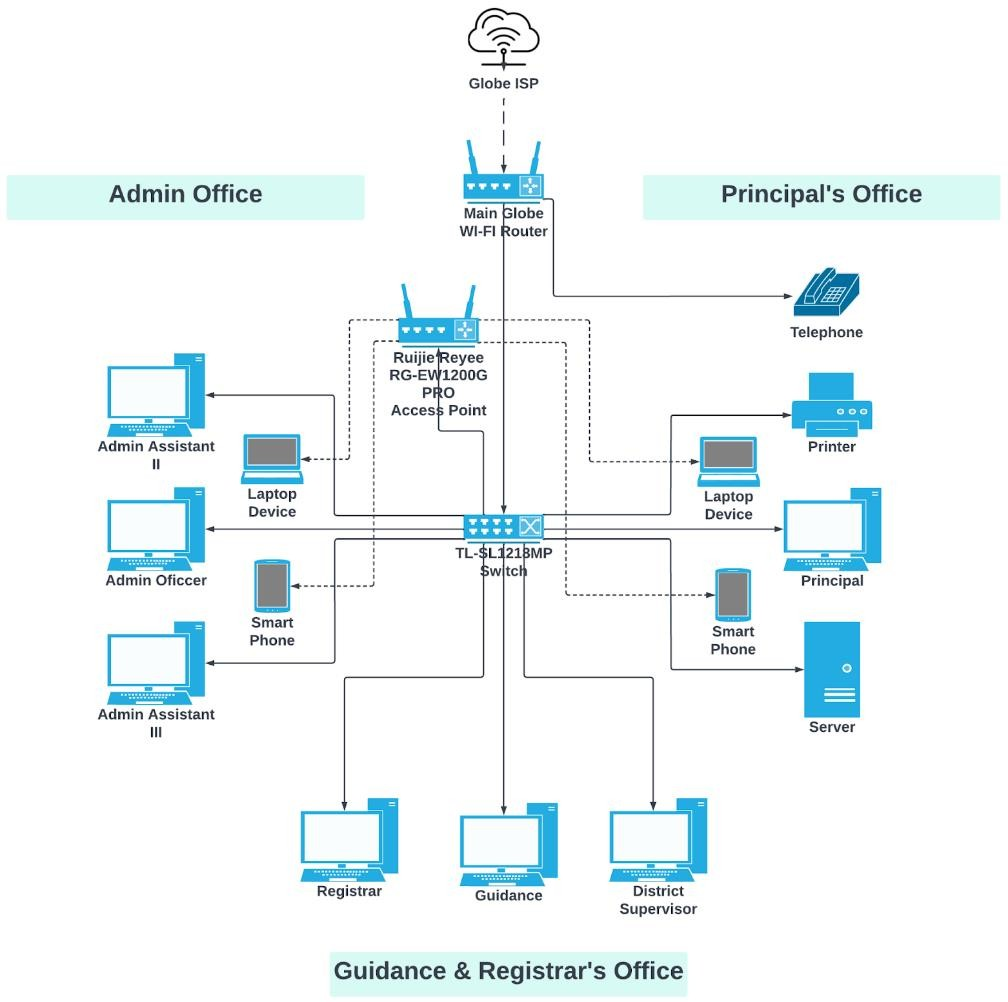 Globe ISP
Admin Office
Principal's Office
Main Globe
WI-FI Router
Telephone
Ruijie Reyee
RG-EW1200G
PRO
Access Point
Admin Assistant
II
Laptop
Device
Printer
Laptop
Device
Admin Oficcer
TL-SL1218MP
Switch
Principal
Smart
Phone
Smart
Phone
Admin Assistant
III
Server
Registrar
Guidance
District
Supervisor
Guidance & Registrar's Office